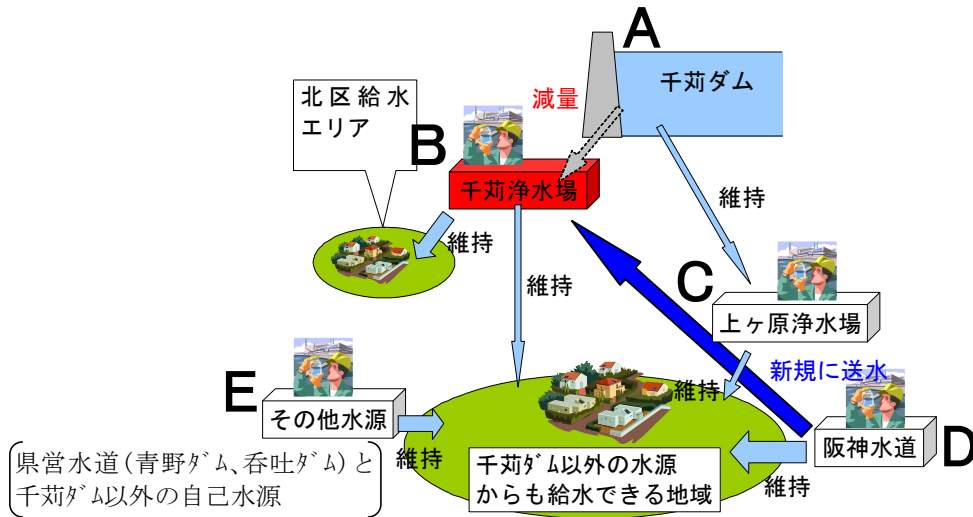 A
千苅ダム
減量
北区給水
エリア
B
千苅浄水場
維持
維持
維持
C
上ヶ原浄水場
新規に送水
維持
E
その他水源
維持
県営水道(青野ダム、呑吐ダム)と
千苅ダム以外の自己水源
千苅ダム以外の水源
からも給水できる地域
阪神水道
D
維持